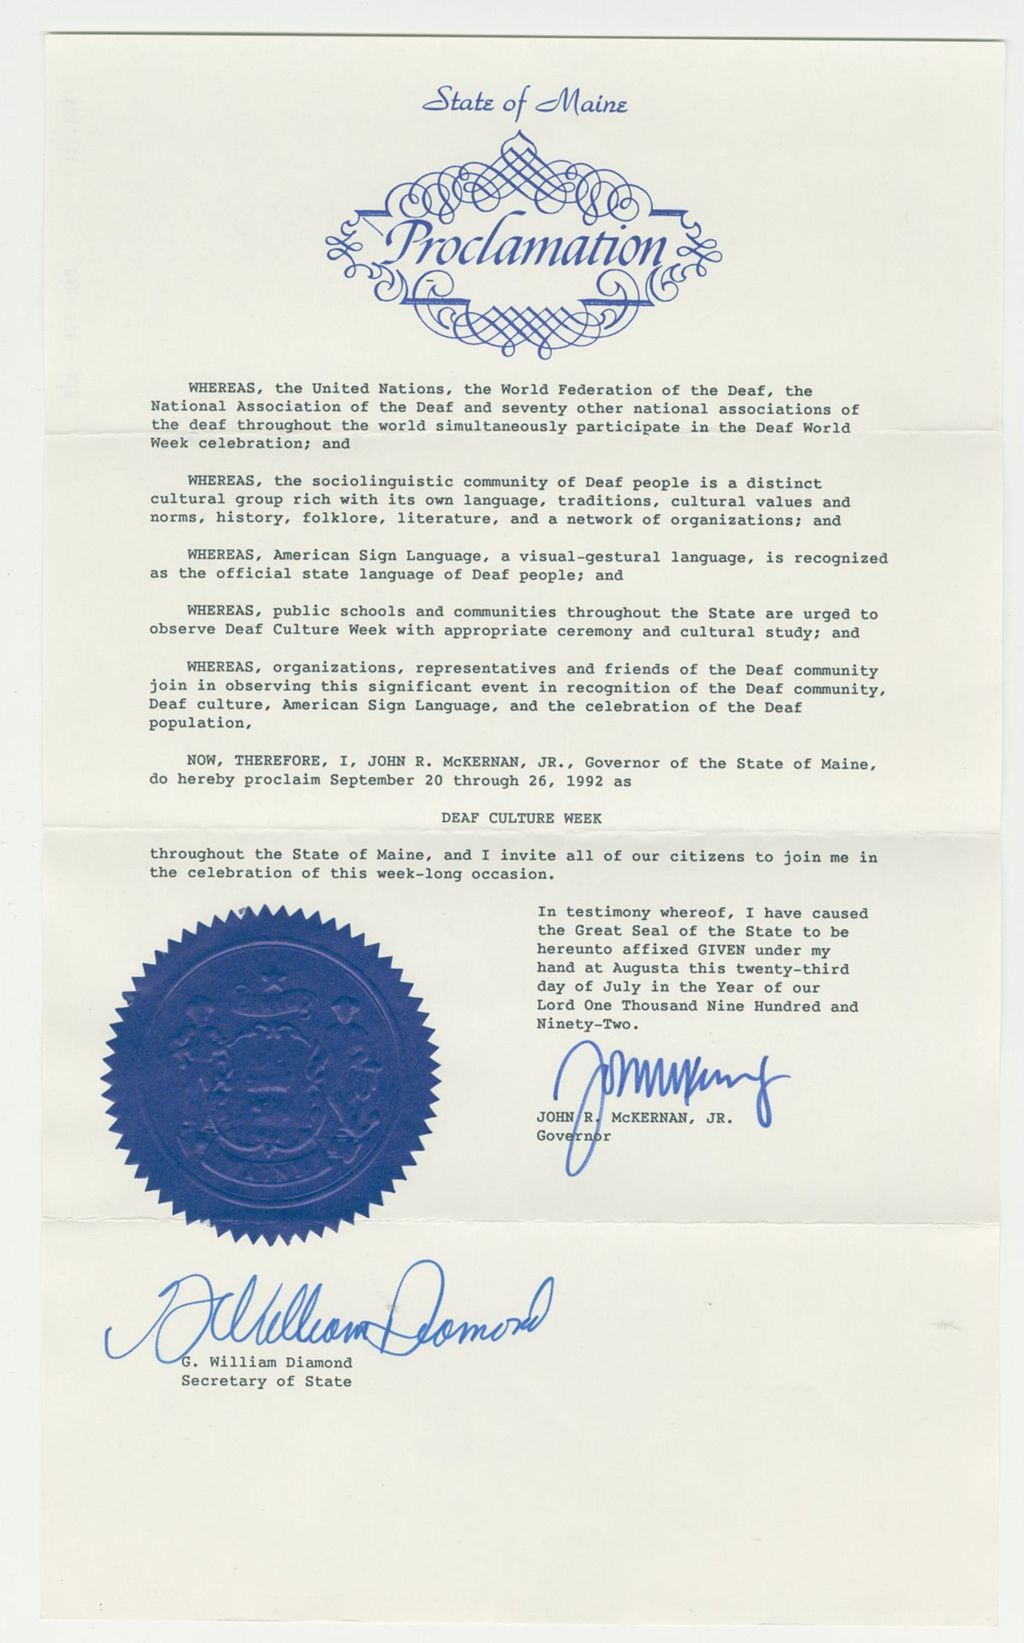 State of Maine
Proclamation
WHEREAS, the United Nations, the World Federation of the Deaf, the
National Association of the Deaf and seventy other national associations of
the deaf throughout the world simultaneously participate in the Deaf World
Week celebration; and
WHEREAS, the sociolinguistic community of Deaf people is a distinct
cultural group rich with its own language, traditions, cultural values and
norms, history, folklore, literature, and a network of organizations; and
WHEREAS, American Sign Language, a visual-gestural language, is recognized
as the official state language of Deaf people; and
WHEREAS, public schools and communities throughout the State are urged to
observe Deaf Culture Week with appropriate ceremony and cultural study; and
WHEREAS, organizations, representatives and friends of the Deaf community
join in observing this significant event in recognition of the Deaf community,
Deaf culture, American Sign Language, and the celebration of the Deaf
population,
NOW, THEREFORE, I, JOHN R. McKERNAN, JR., Governor of the State of Maine,
do hereby proclaim September 20 through 26, 1992 as
DEAF CULTURE WEEK
throughout the State of Maine, and I invite all of our citizens to join me in
the celebration of this week-long occasion.
In testimony whereof, I have caused
the Great Seal of the State to be
hereunto affixed GIVEN under my
hand at Augusta this twenty-third
day of July in the Year of our
Lord One Thousand Nine Hundred and
Ninety-Two.
JOHN R. McKERNAN, JR.
Governor
G William Diamond
G. William Diamond
Secretary of State